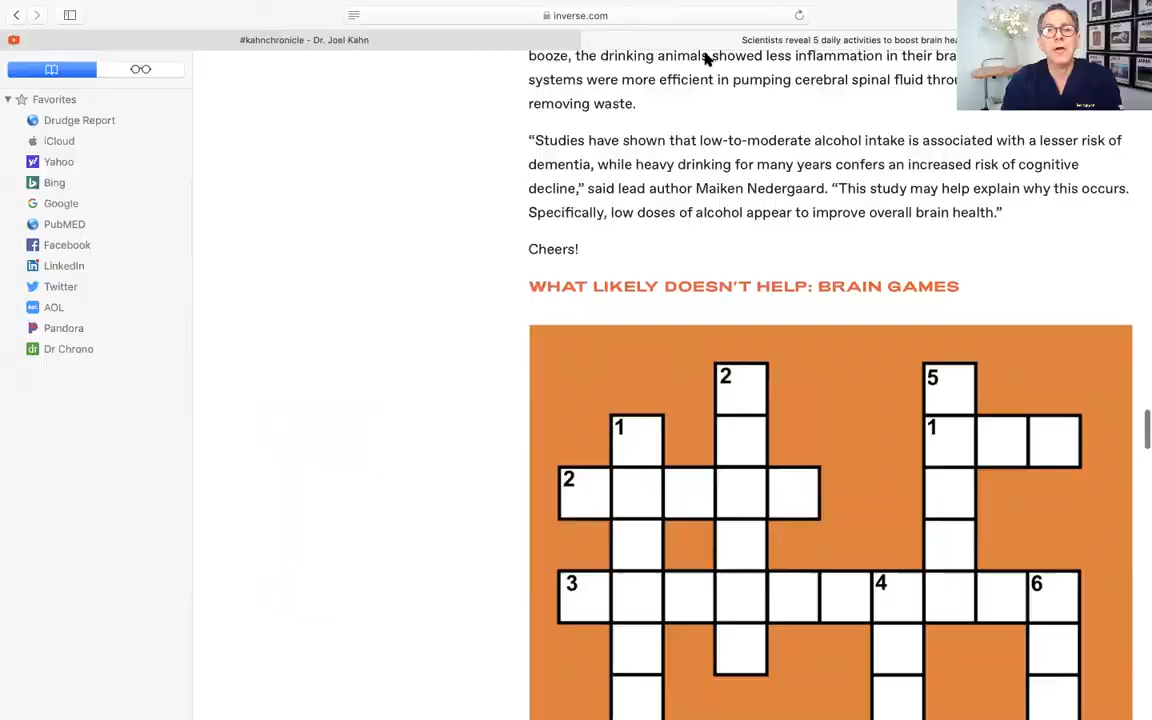 inverse.com
#kahnchronicle - Dr. Joel Kahn
Scientists reveal 5 daily activities to boost brain hea
Favorites
Drudge Report
iCloud
Yahoo
Bing
Google
PubMED
Facebook
LinkedIn
Twitter
AOL
Pandora
Dr Chrono
booze, the drinking animals showed less inflammation in their bra
systems were more efficient in pumping cerebral spinal fluid throu
removing waste.
“Studies have shown that low-to-moderate alcohol intake is associated with a lesser risk of
dementia, while heavy drinking for many years confers an increased risk of cognitive
decline,” said lead author Maiken Nedergaard. “This study may help explain why this occurs.
Specifically, low doses of alcohol appear to improve overall brain health.”
Cheers!
WHAT LIKELY DOESN’T HELP: BRAIN GAMES
2
5
1
1
2
3
4
6